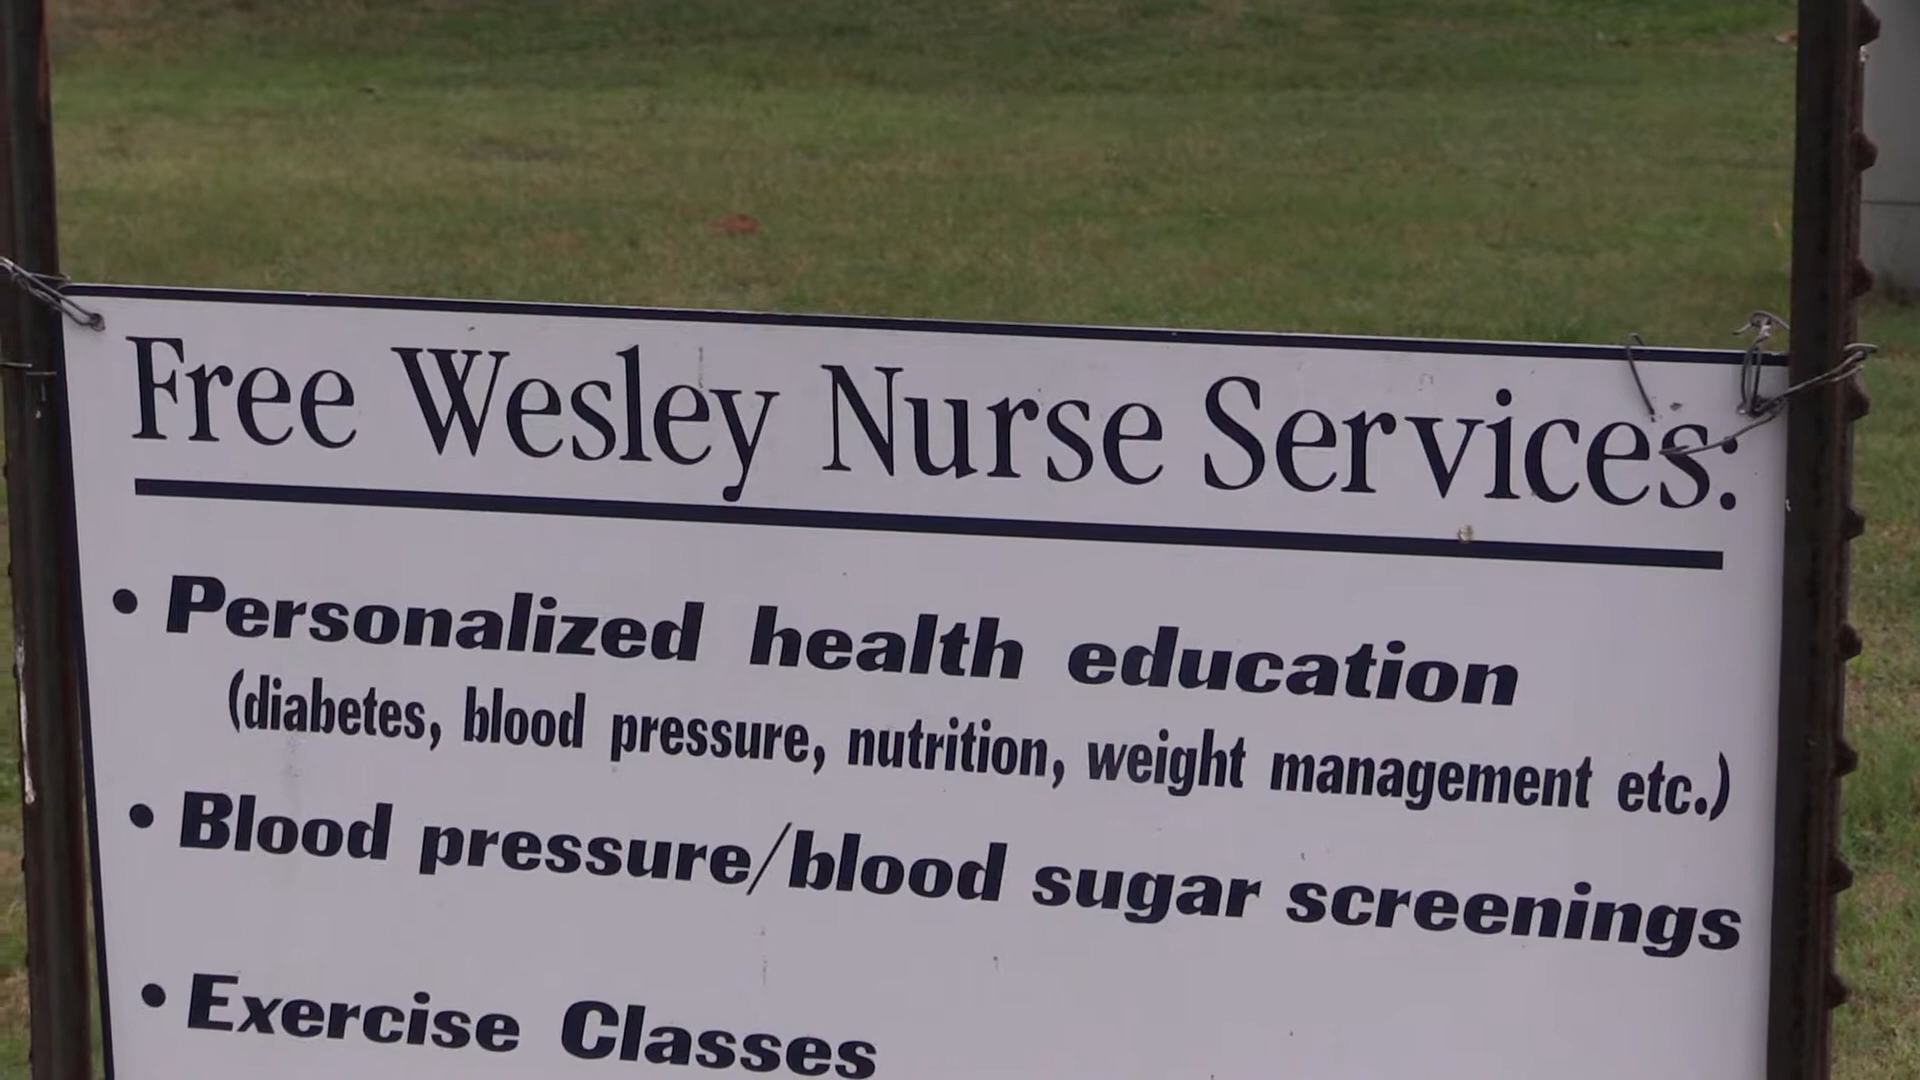 Free Wesley Nurse Services:
• Personalized health education
(diabetes, blood pressure, nutrition, weight management etc.)
• Blood pressure/blood sugar screenings
• Exercise Classes